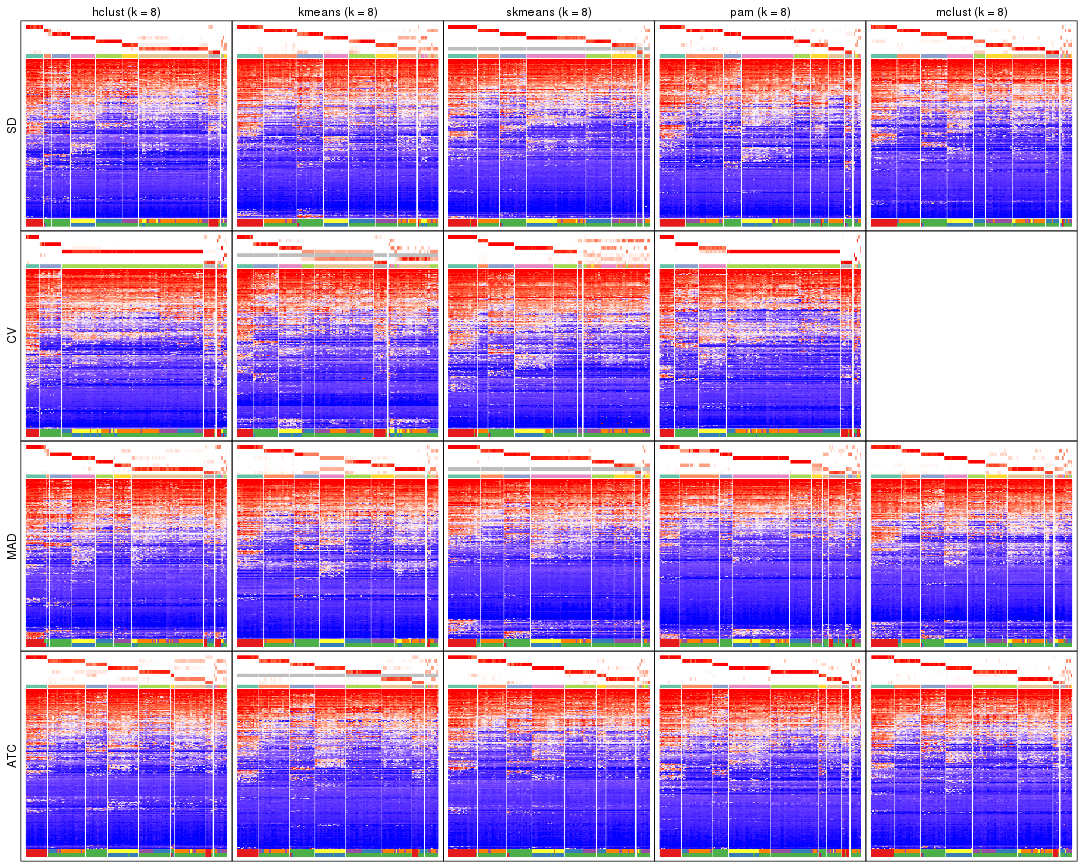 hclust (k = 8)
kmeans (k = 8)
skmeans (k = 8)
pam (k = 8)
mclust (k = 8)
SD
CV
MAD
ATC